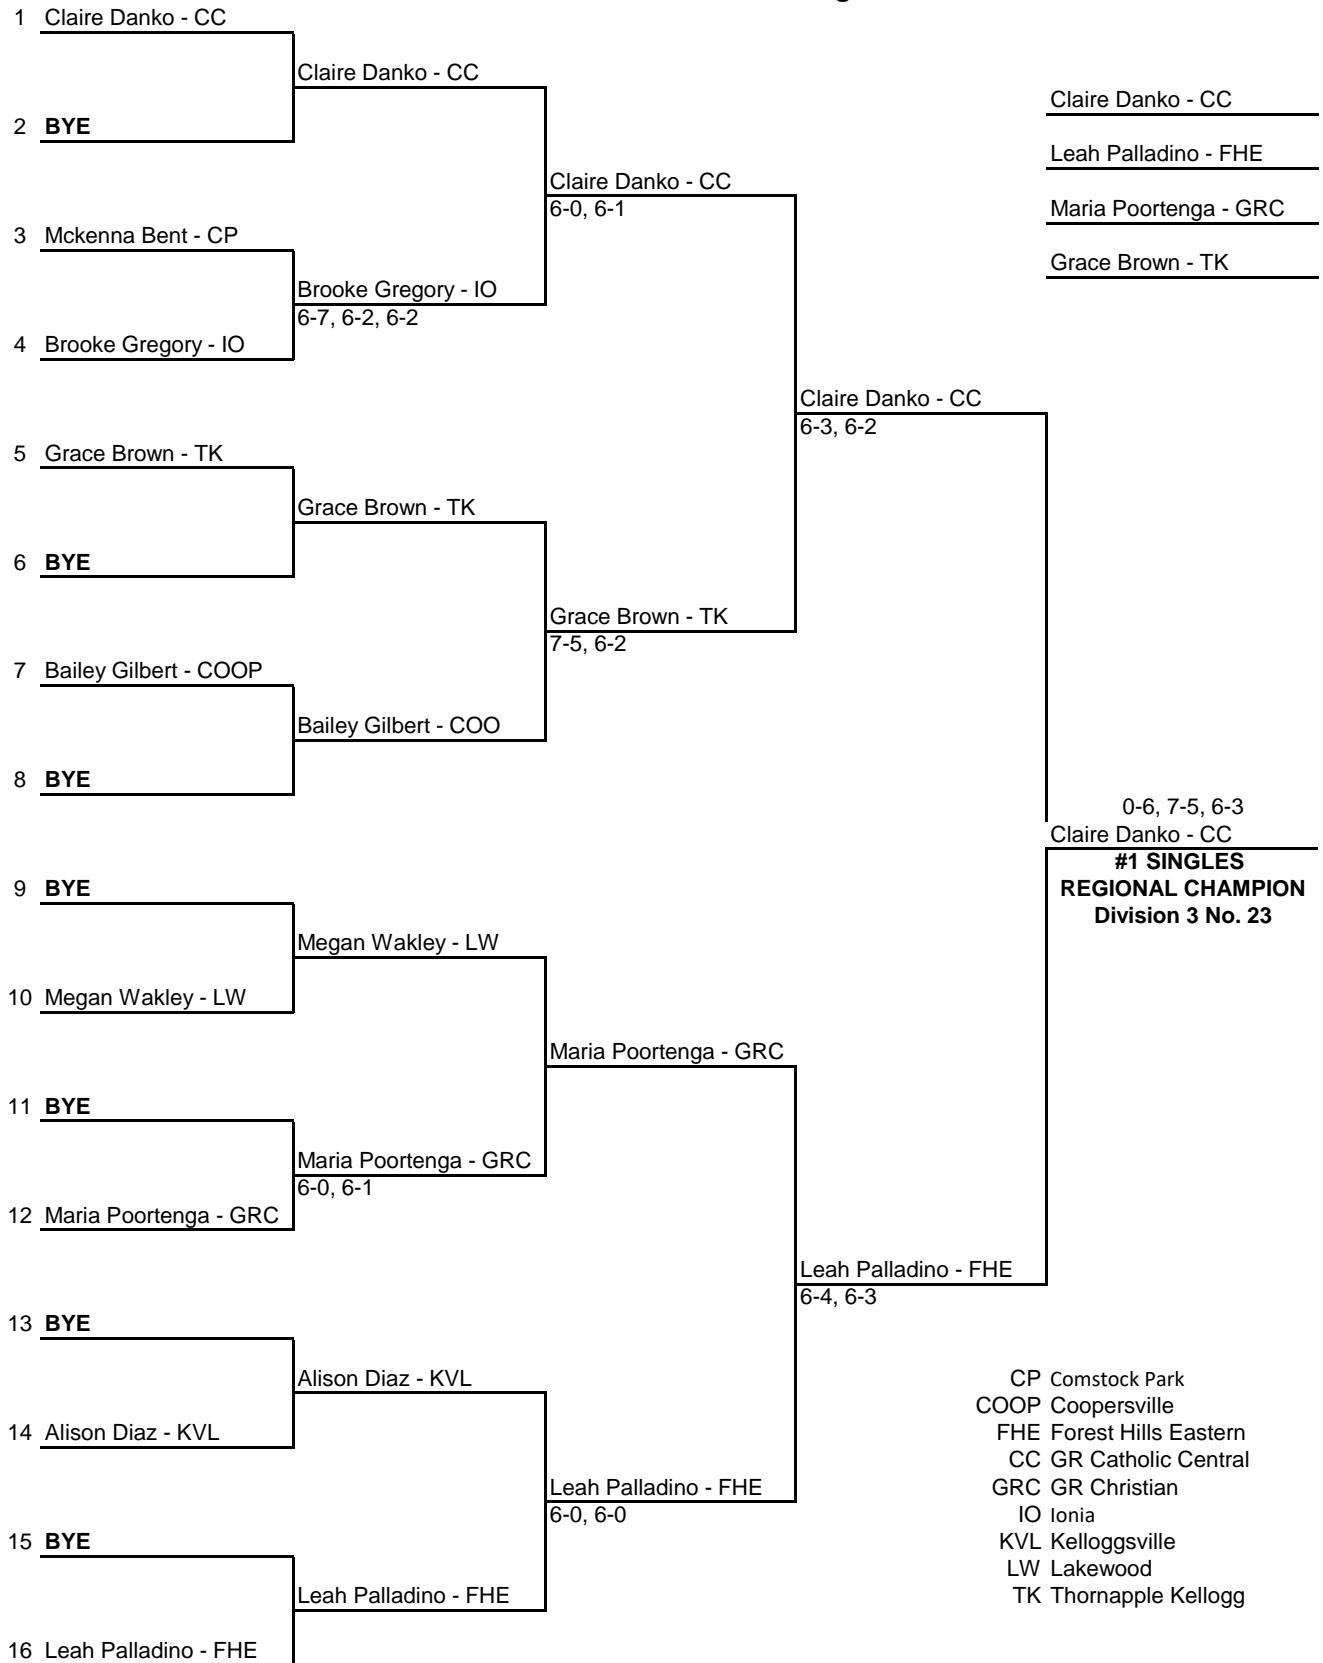 1 Claire Danko - CC
Claire Danko - CC
2 BYE
Claire Danko - CC
6-0, 6-1
3 Mckenna Bent - CP
Brooke Gregory - IO
6-7, 6-2, 6-2
4 Brooke Gregory - IO
Claire Danko - CC
6-3, 6-2
5 Grace Brown - TK
Grace Brown - TK
6 BYE
Grace Brown - TK
7-5, 6-2
7 Bailey Gilbert - COOP
Bailey Gilbert - COO
8 BYE
Claire Danko - CC
Leah Palladino - FHE
Maria Poortenga - GRC
Grace Brown - TK
0-6, 7-5, 6-3
Claire Danko - CC
#1 SINGLES
REGIONAL CHAMPION
Division 3 No. 23
9 BYE
Megan Wakley - LW
10 Megan Wakley - LW
Maria Poortenga - GRC
11 BYE
Maria Poortenga - GRC
6-0, 6-1
12 Maria Poortenga - GRC
Leah Palladino - FHE
6-4, 6-3
13 BYE
Alison Diaz - KVL
14 Alison Diaz - KVL
Leah Palladino - FHE
6-0, 6-0
15 BYE
Leah Palladino - FHE
16 Leah Palladino - FHE
CP Comstock Park
COOP Coopersville
FHE Forest Hills Eastern
CC GR Catholic Central
GRC GR Christian
IO Ionia
KVL Kelloggsville
LW Lakewood
TK Thornapple Kellogg